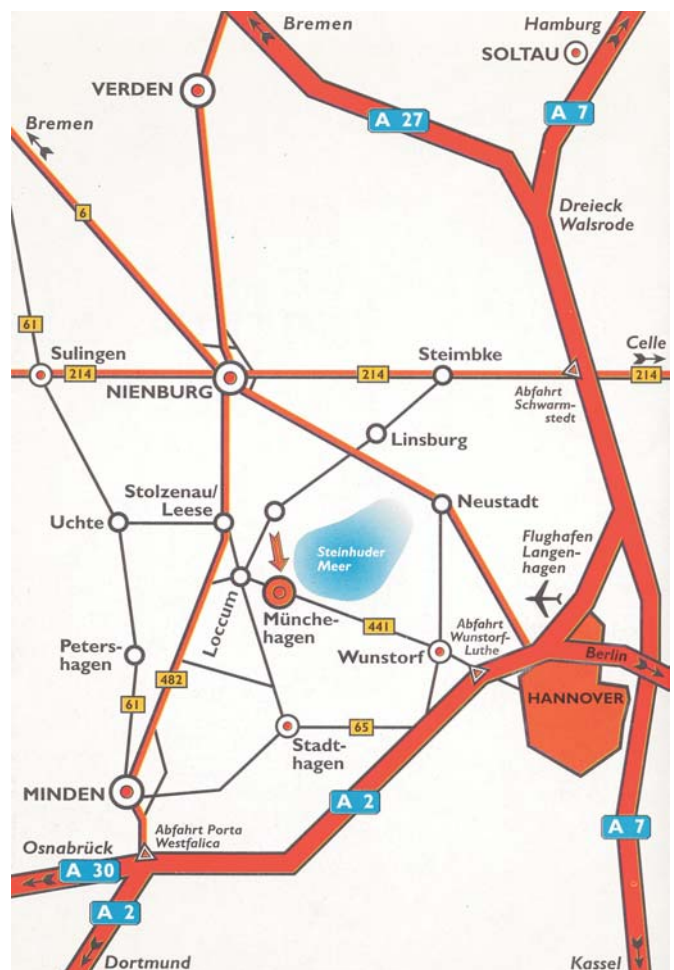 Bremen
Hamburg
SOLTAU
VERDEN
A 27
A 7
Bremen
6
Dreieck
Walsrode
61
Sulingen
214
NIENBURG
214
Steimbke
Celle
214
Abfahrt
Schwarm-
stedt
Linsburg
Stolzenau/
Leese
Neustadt
Uchte
Steinhuder
Meer
Flughafen
Langen-
hagen
Loccum
Münche-
hagen
441
Abfahrt
Wunstorf-
Luthe
Wunstorf
Peters-
hagen
482
Berlin
HANNOVER
61
65
Stadt-
hagen
MINDEN
A 2
A 7
Abfahrt Porta
Westfalica
Osnabrück
A 30
A 2
Dortmund
Kassel